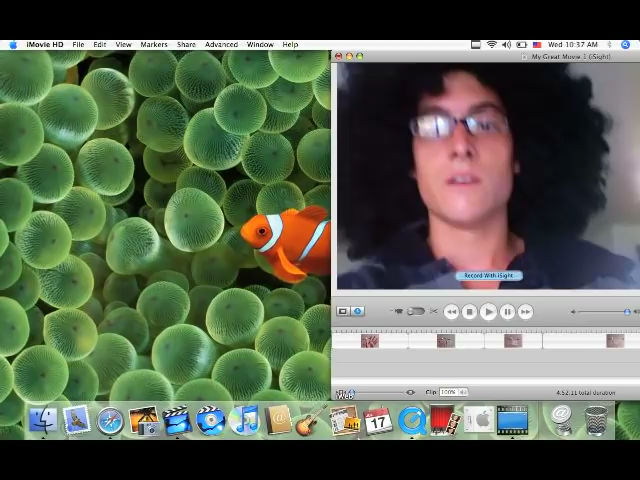 iMovie HD File Edit View Markers Share Advanced Window Help Wed 10:37 AM
My Great Movie 1 (iSight)
Record With iSight
Clip: 100% 4:52.11 total duration
17